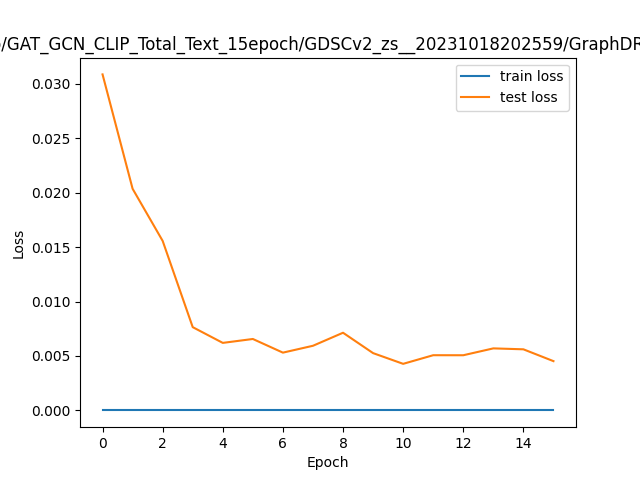 /GAT_GCN_CLIP_Total_Text_15epoch/GDSCv2_zs__20231018202559/GraphDR
train loss
test loss
0.030
0.025
0.020
0.015
0.010
0.005
0.000
Loss
0 2 4 6 8 10 12 14
Epoch